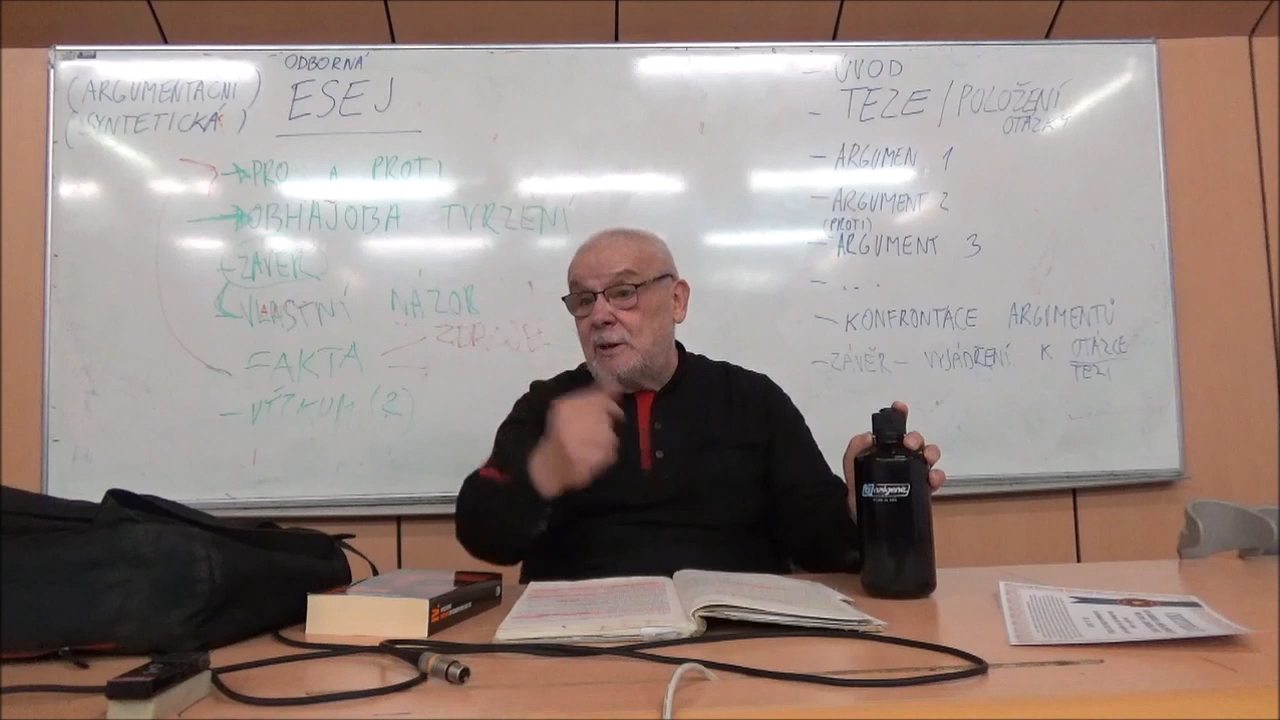 ODBORNÁ
(ARGUMENTAČNÍ) ESEJ
(SYNTETICKÁ)
PRO A PROTI
OBHAJOBA TVRZENÍ
ZÁVĚR
VLASTNÍ NÁZOR
FAKTA
ZDROJE
– VÝZKUM (?)
– ÚVOD
– TEZE / POLOŽENÍ
OTÁZKY
– ARGUMEN 1
– ARGUMENT 2
(PROTI)
– ARGUMENT 3
– ...
– KONFRONTACE ARGUMENTŮ
– ZÁVĚR – VYJÁDŘENÍ K OTÁZCE
TEZI
nalgene